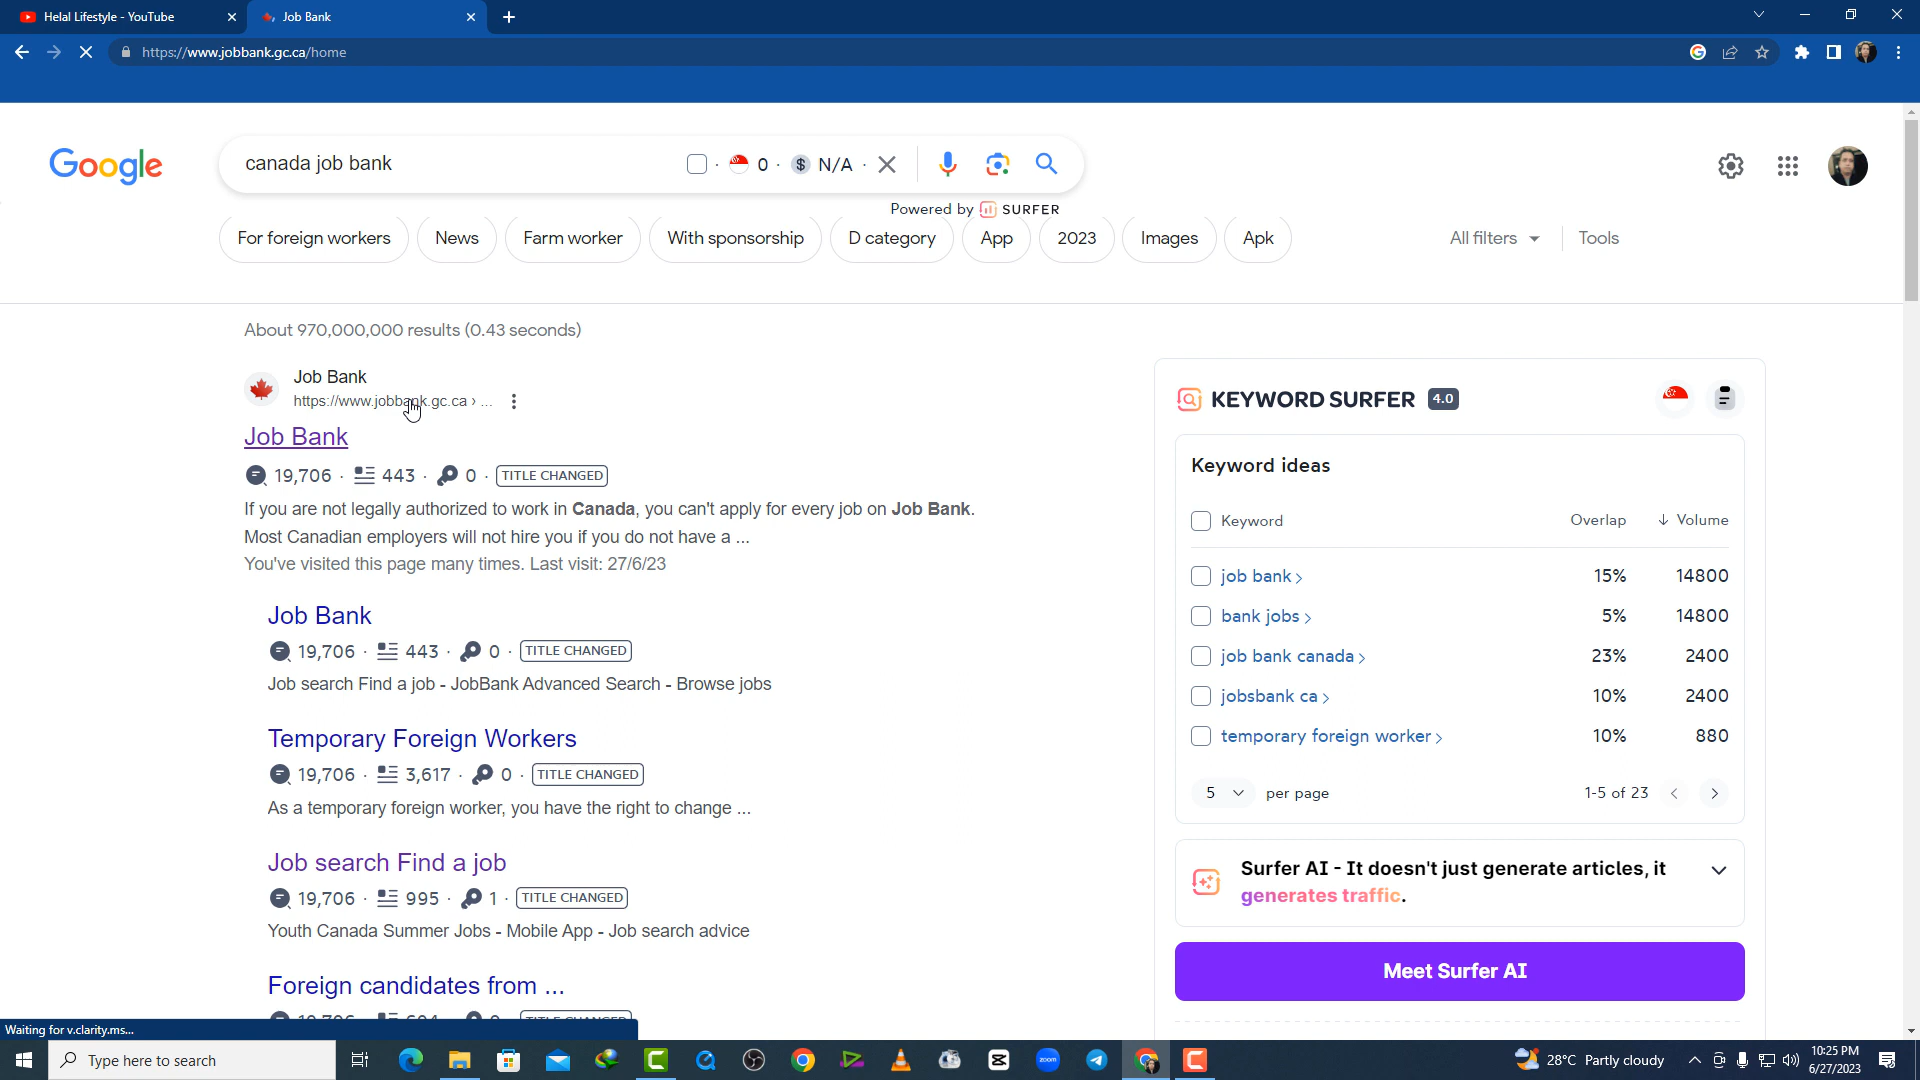 Helal Lifestyle - YouTube
Job Bank
https://www.jobbank.gc.ca/home
Google
canada job bank
0 · $ N/A ·
Powered by SURFER
For foreign workers
News
Farm worker
With sponsorship
D category
App
2023
Images
Apk
All filters
Tools
About 970,000,000 results (0.43 seconds)
Job Bank
https://www.jobbank.gc.ca › ...
Job Bank
19,706 · 443 · 0 · TITLE CHANGED
If you are not legally authorized to work in Canada, you can't apply for every job on Job Bank.
Most Canadian employers will not hire you if you do not have a ...
You've visited this page many times. Last visit: 27/6/23
Job Bank
19,706 · 443 · 0 · TITLE CHANGED
Job search Find a job - JobBank Advanced Search - Browse jobs
Temporary Foreign Workers
19,706 · 3,617 · 0 · TITLE CHANGED
As a temporary foreign worker, you have the right to change ...
Job search Find a job
19,706 · 995 · 1 · TITLE CHANGED
Youth Canada Summer Jobs - Mobile App - Job search advice
Foreign candidates from ...
KEYWORD SURFER 4.0
Keyword ideas
Keyword Overlap ↓ Volume
job bank › 15% 14800
bank jobs › 5% 14800
job bank canada › 23% 2400
jobsbank ca › 10% 2400
temporary foreign worker › 10% 880
5 per page 1-5 of 23
Surfer AI - It doesn't just generate articles, it
generates traffic.
Meet Surfer AI
Waiting for v.clarity.ms...
Type here to search
zoom
28°C Partly cloudy
10:25 PM
6/27/2023